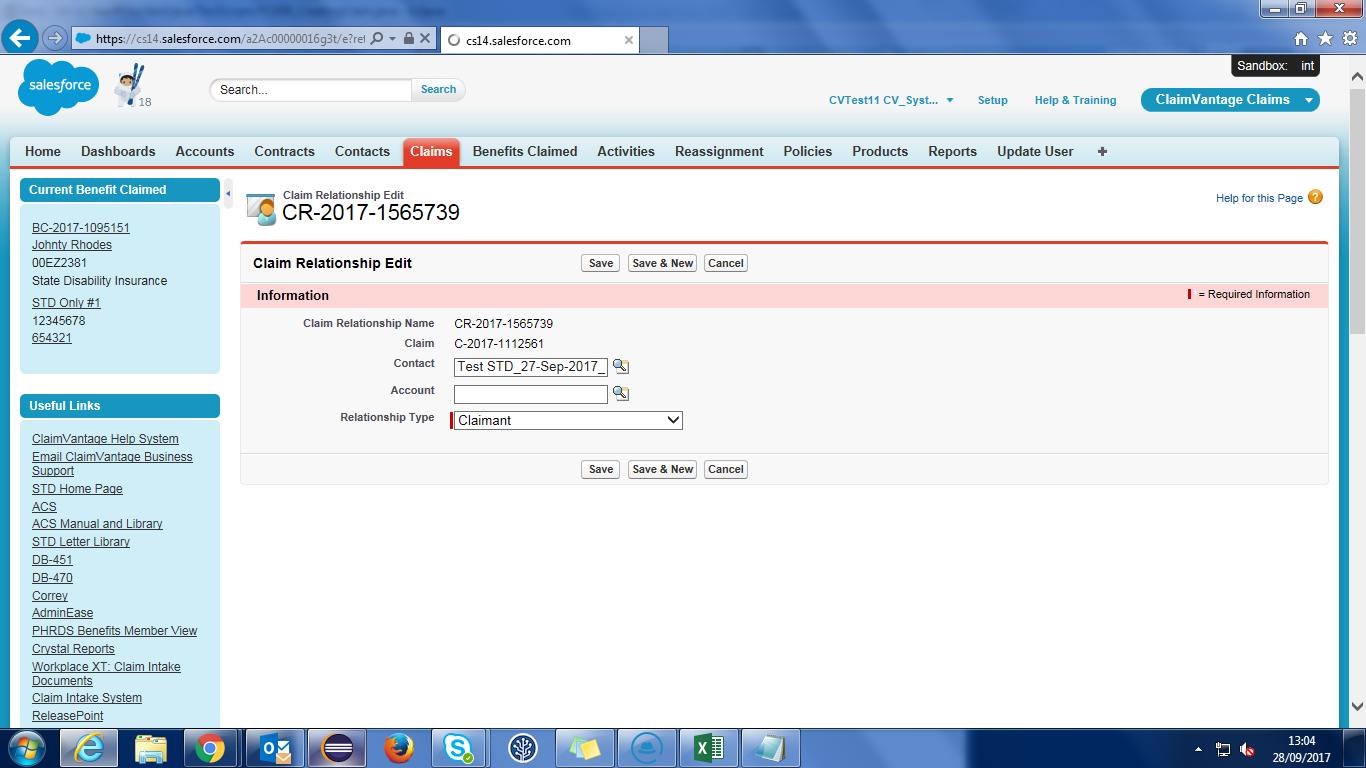 https://cs14.salesforce.com/a2Ac00000016g3t/e?ret
cs14.salesforce.com
Sandbox: int
salesforce
18
Search...
Search
CVTest11 CV_Syst...
Setup
Help & Training
ClaimVantage Claims
Home Dashboards Accounts Contracts Contacts Claims Benefits Claimed Activities Reassignment Policies Products Reports Update User +
Current Benefit Claimed
BC-2017-1095151
Johnty Rhodes
00EZ2381
State Disability Insurance
STD Only #1
12345678
654321
Useful Links
ClaimVantage Help System
Email ClaimVantage Business
Support
STD Home Page
ACS
ACS Manual and Library
STD Letter Library
DB-451
DB-470
Correy
AdminEase
PHRDS Benefits Member View
Crystal Reports
Workplace XT: Claim Intake
Documents
Claim Intake System
ReleasePoint
Claim Relationship Edit
CR-2017-1565739
Help for this Page ?
Claim Relationship Edit
Save Save & New Cancel
Information
= Required Information
Claim Relationship Name CR-2017-1565739
Claim C-2017-1112561
Contact Test STD_27-Sep-2017_
Account
Relationship Type Claimant
Save Save & New Cancel
13:04
28/09/2017